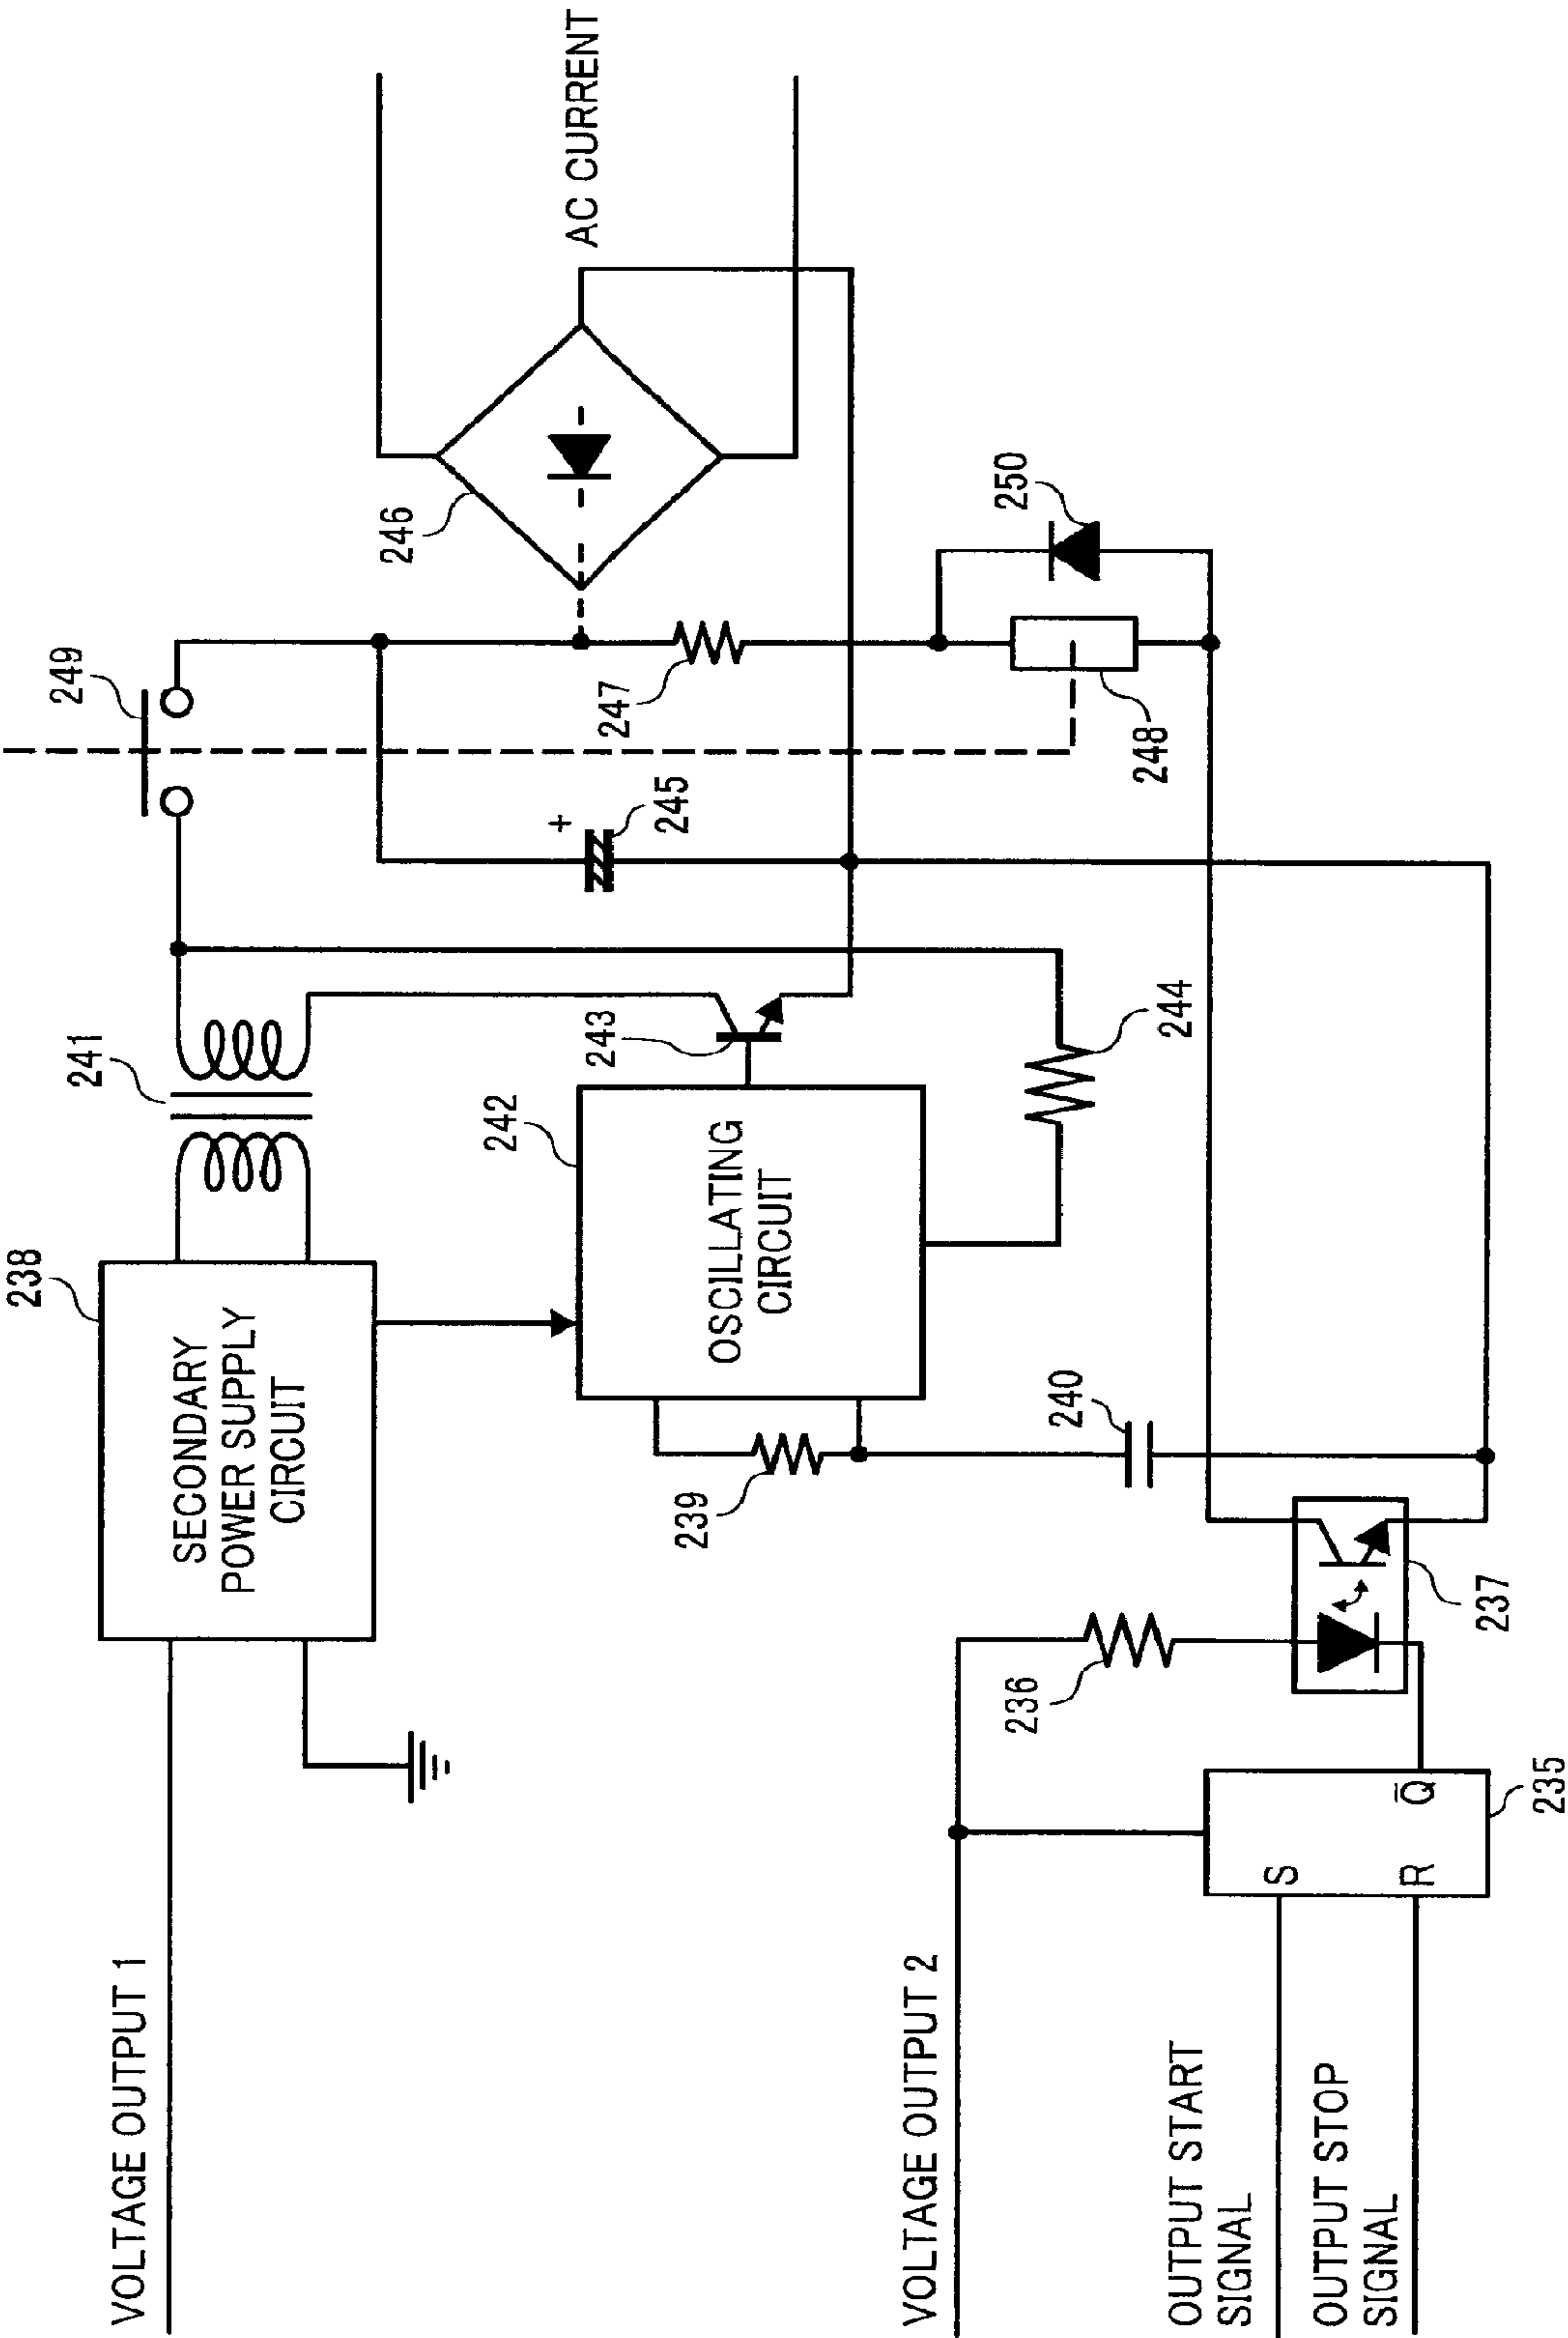 VOLTAGE OUTPUT 1
238
SECONDARY
POWER SUPPLY
CIRCUIT
241
249
AC CURRENT
246
242
OSCILLATING
CIRCUIT
243
245
+
247
239
240
244
248
250
VOLTAGE OUTPUT 2
236
237
OUTPUT START
SIGNAL
S
OUTPUT STOP
SIGNAL
R
Q̅
235